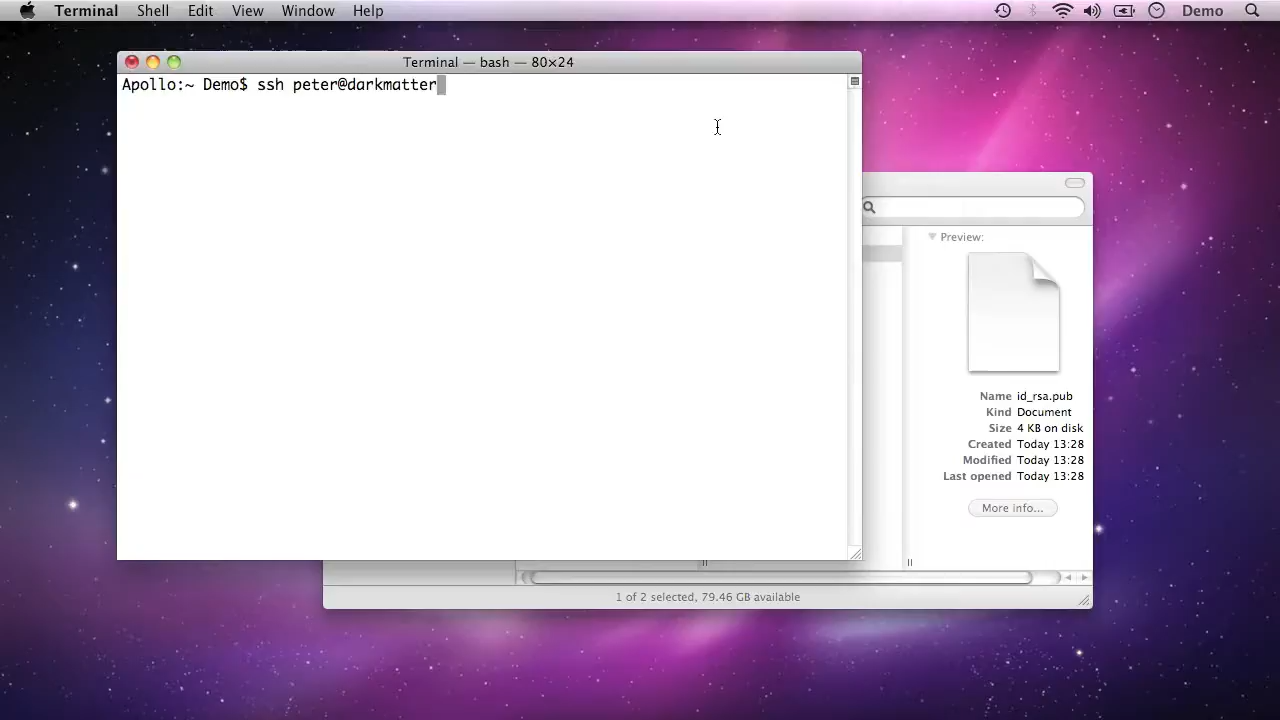 Terminal Shell Edit View Window Help Demo
Terminal — bash — 80×24
Apollo:~ Demo$ ssh peter@darkmatter
Preview:
Name id_rsa.pub
Kind Document
Size 4 KB on disk
Created Today 13:28
Modified Today 13:28
Last opened Today 13:28
More info...
1 of 2 selected, 79.46 GB available